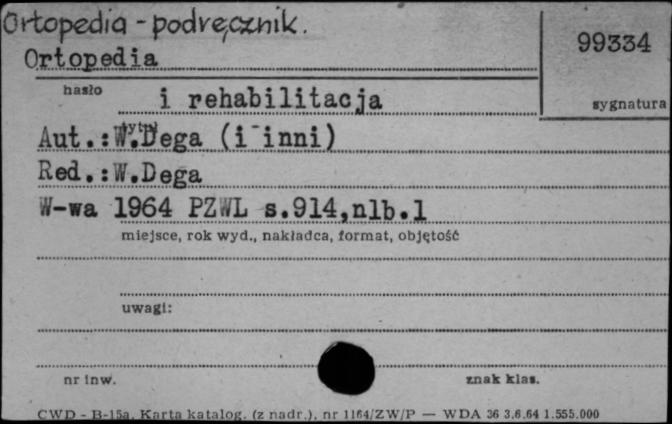 Ortopedia - podręcznik.
99334
Ortopedia
hasło
i rehabilitacja
sygnatura
tytuł
Aut.:W.Dega (i inni)
Red.:W.Dega
W-wa 1964 PZWL s.914,nlb.1
miejsce, rok wyd., nakładca, format, objętość
uwagi:
nr inw.
znak klas.
CWD - B-15a. Karta katalog. (z nadr.), nr 1164/ZW/P — WDA 36 3.6.64 1.555.000